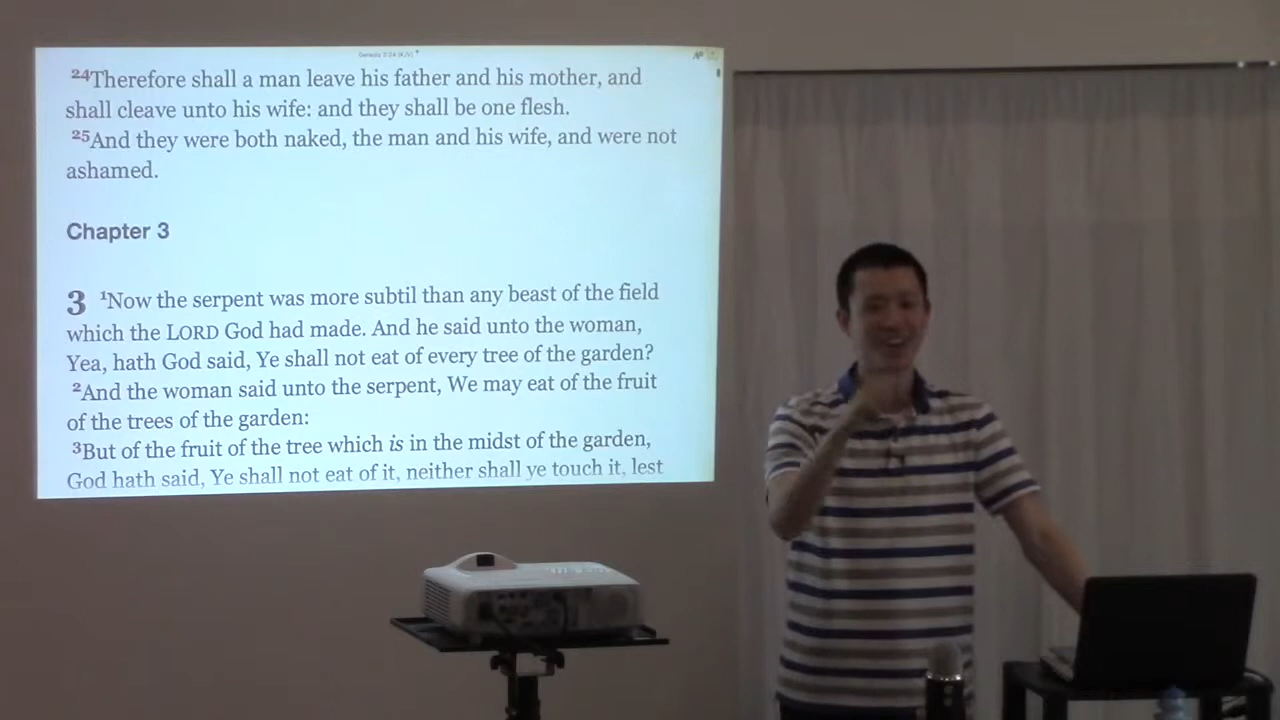 Genesis 2:24 (KJV)
²⁴Therefore shall a man leave his father and his mother, and
shall cleave unto his wife: and they shall be one flesh.
²⁵And they were both naked, the man and his wife, and were not
ashamed.
Chapter 3
3 ¹Now the serpent was more subtil than any beast of the field
which the LORD God had made. And he said unto the woman,
Yea, hath God said, Ye shall not eat of every tree of the garden?
²And the woman said unto the serpent, We may eat of the fruit
of the trees of the garden:
³But of the fruit of the tree which is in the midst of the garden,
God hath said, Ye shall not eat of it, neither shall ye touch it, lest